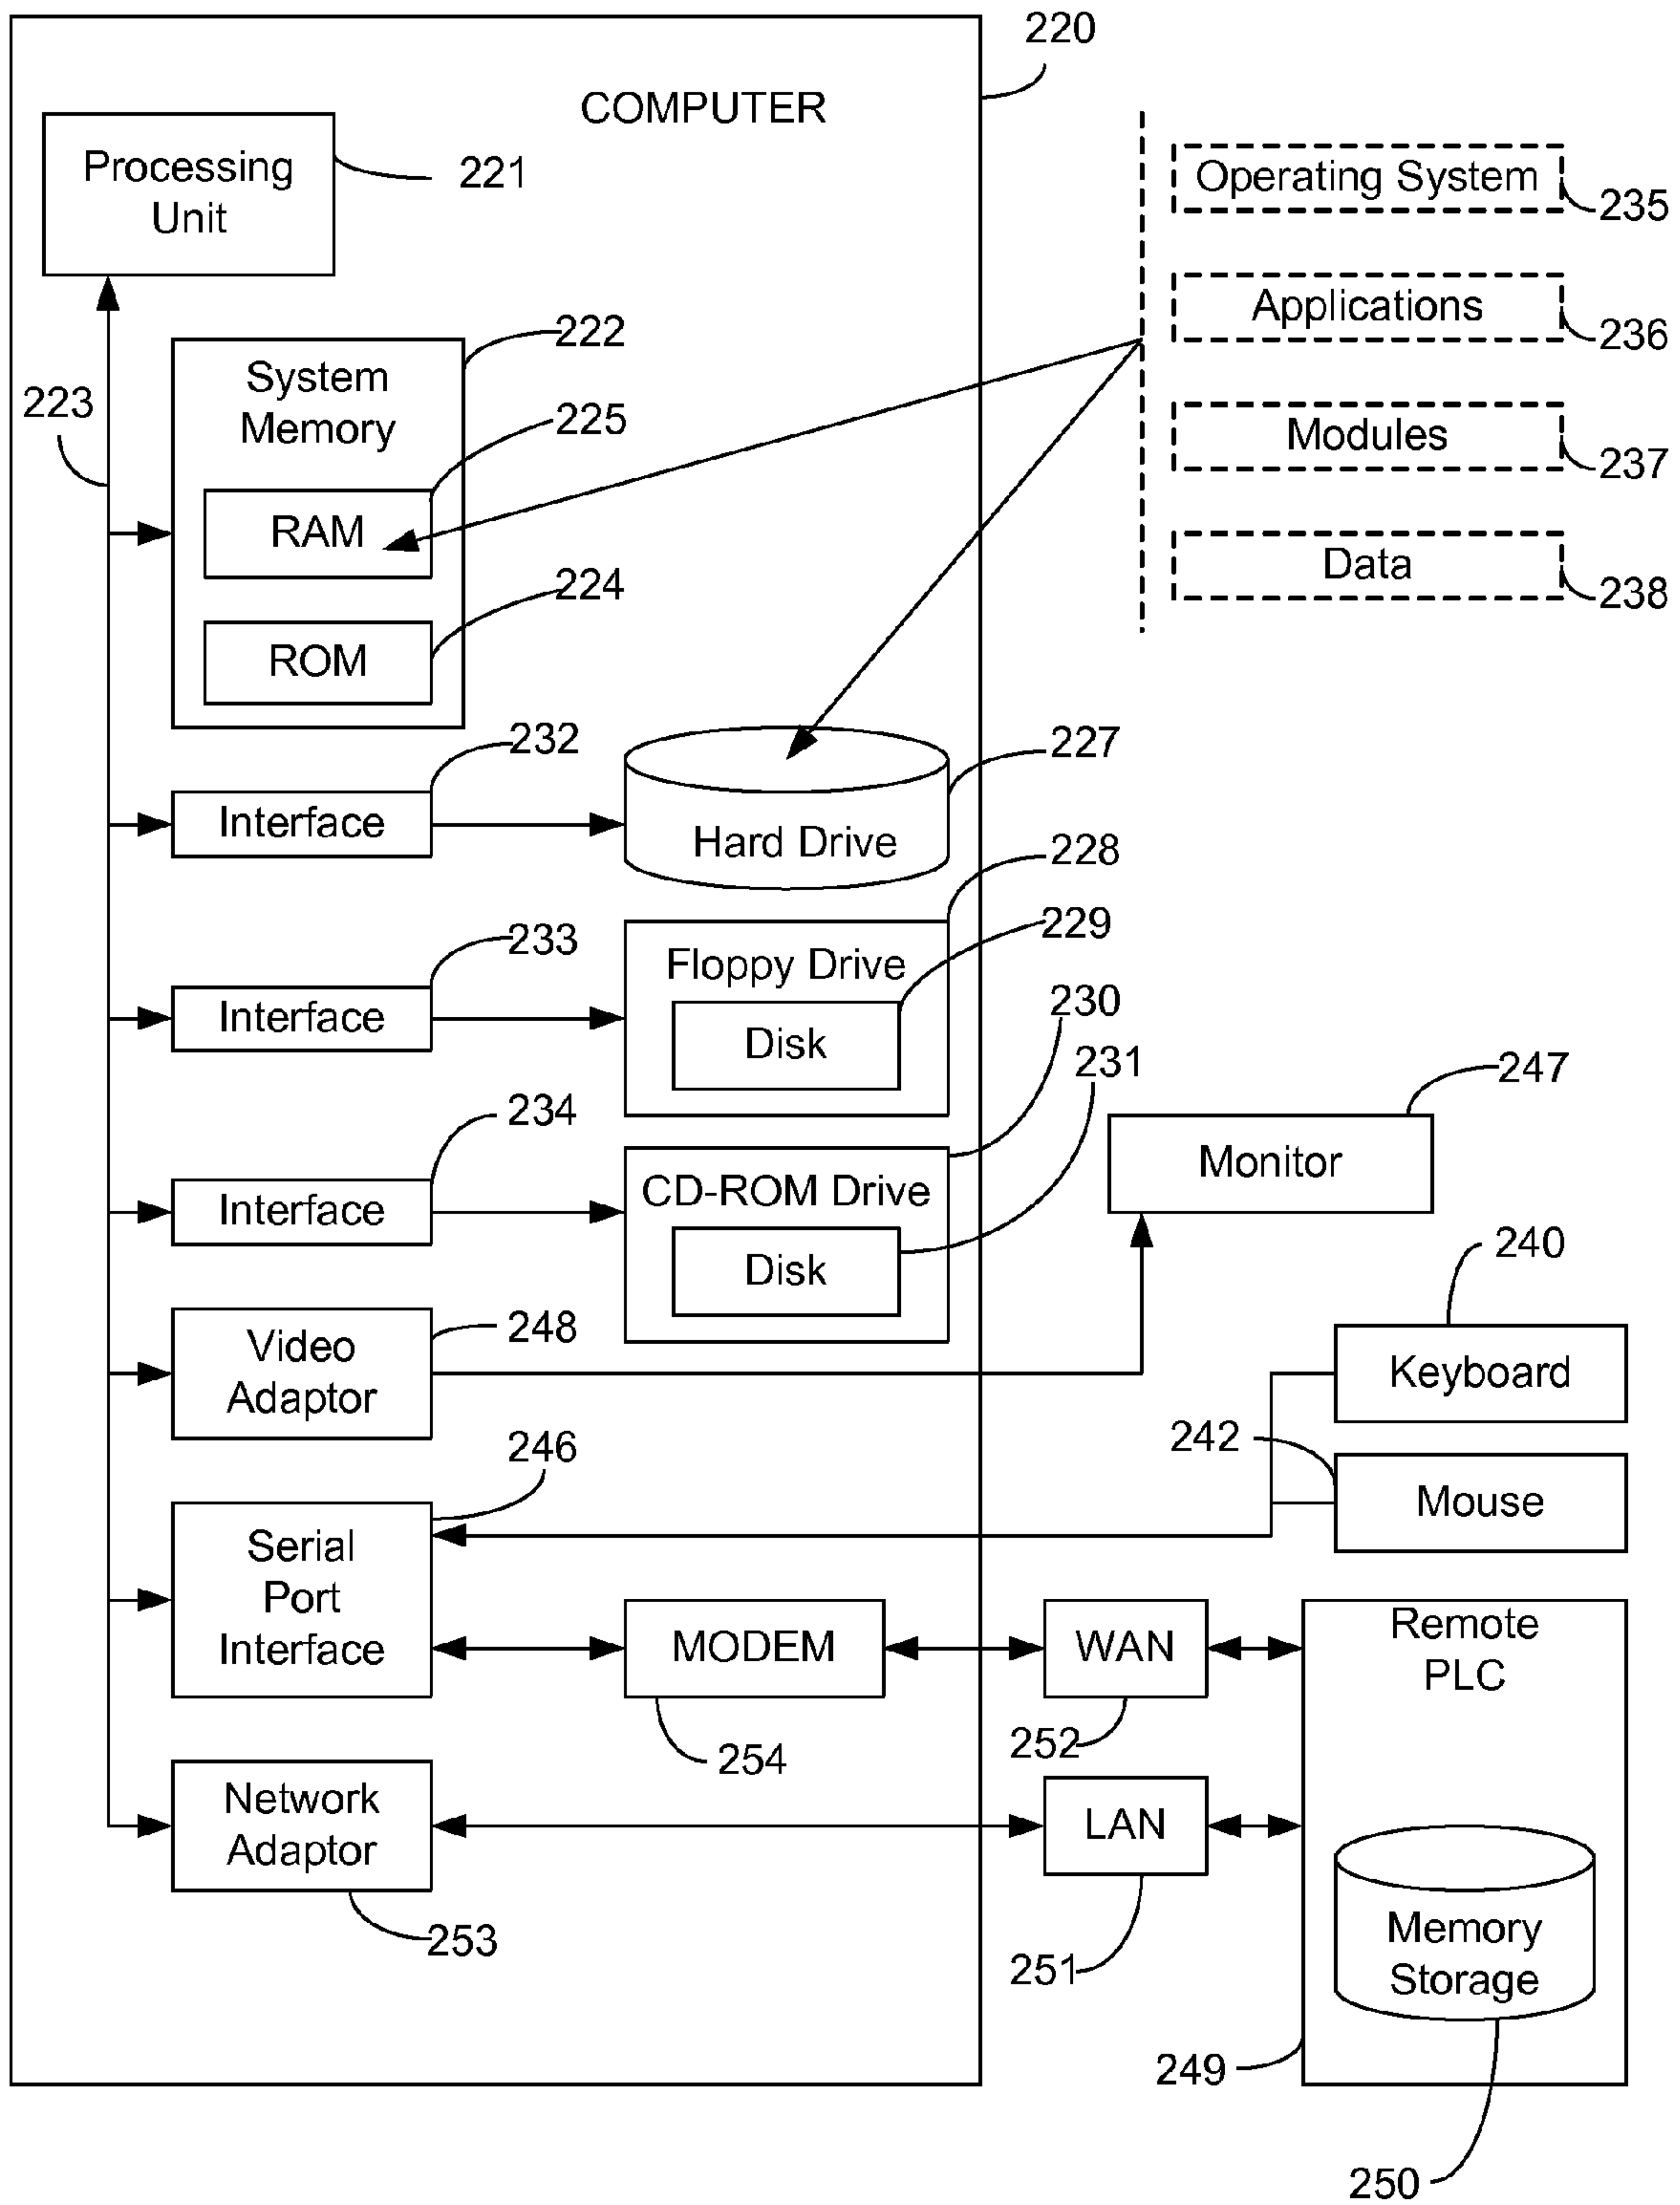 220
COMPUTER
Processing
Unit
221
Operating System
235
Applications
236
Modules
237
Data
238
223
222
System
Memory
225
RAM
224
ROM
232
Interface
227
Hard Drive
228
233
Interface
229
Floppy Drive
Disk
230
231
234
Interface
CD-ROM Drive
Disk
247
Monitor
240
Keyboard
248
Video
Adaptor
242
Mouse
246
Serial
Port
Interface
MODEM
254
WAN
252
Remote
PLC
Network
Adaptor
253
LAN
251
Memory
Storage
249
250